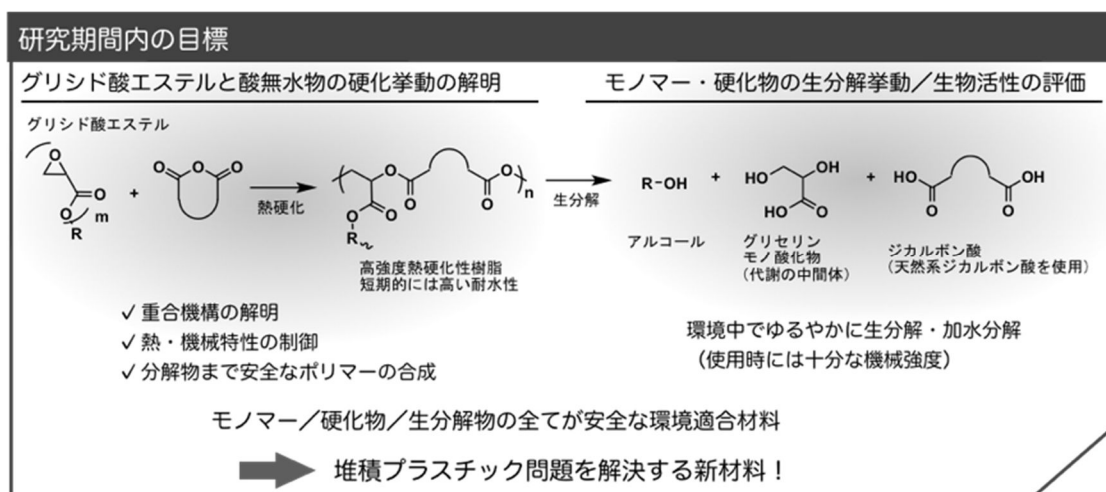 研究期間内の目標
グリシド酸エステルと酸無水物の硬化挙動の解明
グリシド酸エステル
O
O
O
m
R
+
O
O
O
熱硬化
O
O
O
O
O
O
R
n
高強度熱硬化性樹脂
短期的には高い耐水性
✓ 重合機構の解明
✓ 熱・機械特性の制御
✓ 分解物まで安全なポリマーの合成
モノマー・硬化物の生分解挙動／生物活性の評価
生分解
R−OH
アルコール
+
OH
HO
HO
O
グリセリン
モノ酸化物
(代謝の中間体)
+
HO
OH
O
O
ジカルボン酸
(天然系ジカルボン酸を使用)
環境中でゆるやかに生分解・加水分解
(使用時には十分な機械強度)
モノマー／硬化物／生分解物の全てが安全な環境適合材料
堆積プラスチック問題を解決する新材料！